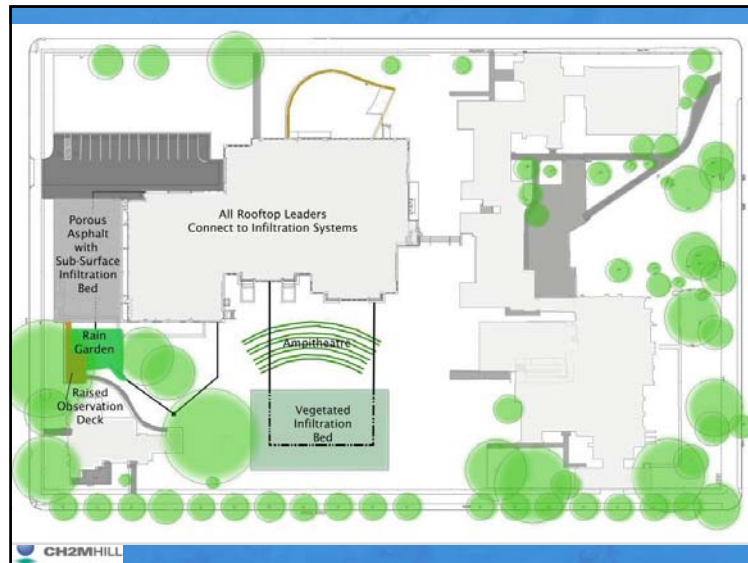 All Rooftop Leaders
Connect to Infiltration Systems
Porous
Asphalt
with
Sub-Surface
Infiltration
Bed
Rain
Garden
Ampitheatre
Raised
Observation
Deck
Vegetated
Infiltration
Bed
CH2MHILL